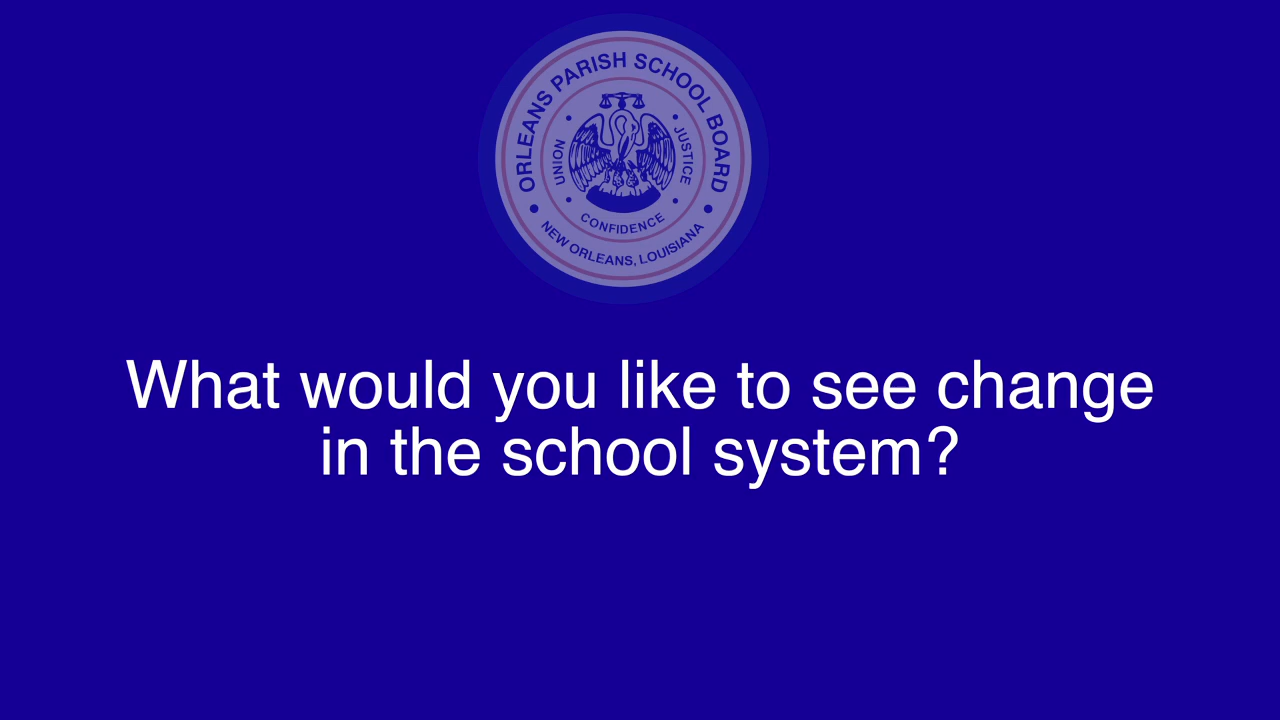 ORLEANS PARISH SCHOOL BOARD
UNION
JUSTICE
CONFIDENCE
NEW ORLEANS, LOUISIANA
What would you like to see change
in the school system?